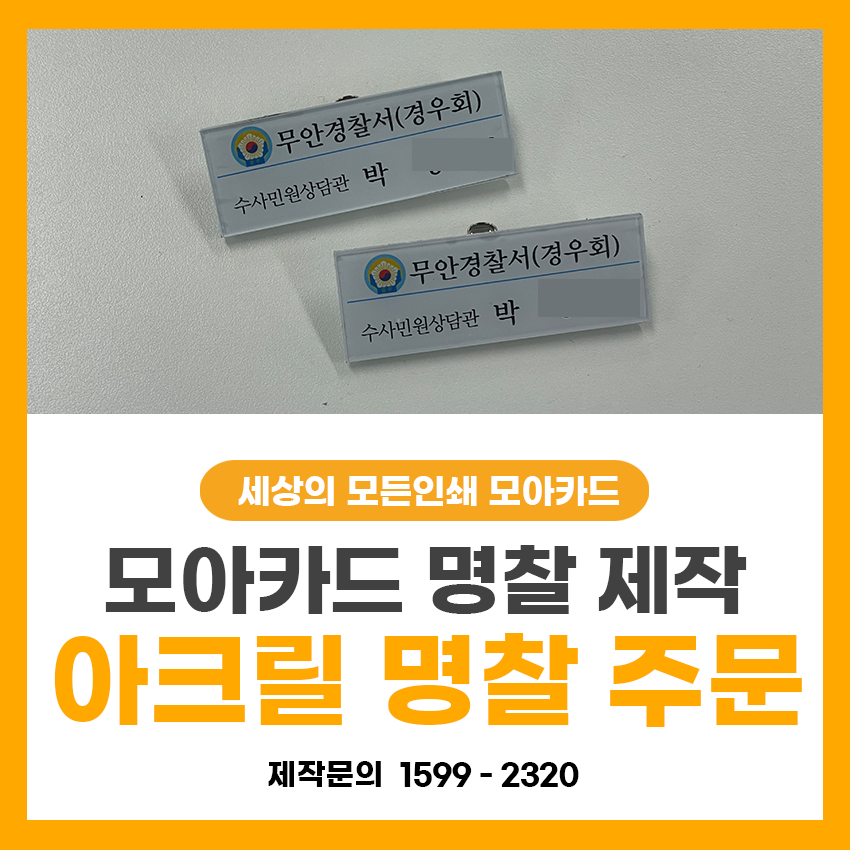 무안경찰서(경우회)
수사민원상담관 박
무안경찰서(경우회)
수사민원상담관 박
세상의 모든인쇄 모아카드
모아카드 명찰 제작
아크릴 명찰 주문
제작문의 1599 - 2320